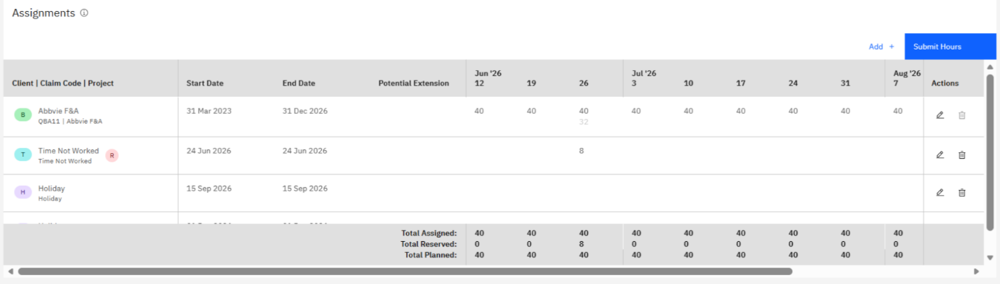 Assignments
Add +
Submit Hours
Client | Claim Code | Project Start Date End Date Potential Extension Jun '26 12 19 26 Jul '26 3 10 17 24 31 Aug '26 7 Actions
B Abbvie F&A 31 Mar 2023 31 Dec 2026 40 40 40 40 40 40 40 40 40
QBA11 | Abbvie F&A 32
T Time Not Worked R 24 Jun 2026 24 Jun 2026 8
Time Not Worked
H Holiday 15 Sep 2026 15 Sep 2026
Holiday
Total Assigned: 40 40 40 40 40 40 40 40 40
Total Reserved: 0 0 8 0 0 0 0 0 0
Total Planned: 40 40 40 40 40 40 40 40 40